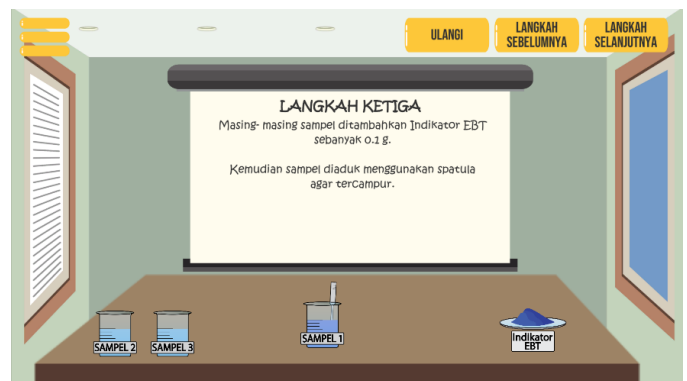 ULANGI
LANGKAH
SEBELUMNYA
LANGKAH
SELANJUTNYA
LANGKAH KETIGA
Masing- masing sampel ditambahkan Indikator EBT
sebanyak 0.1 g.
Kemudian sampel diaduk menggunakan spatula
agar tercampur.
SAMPEL 2
SAMPEL 3
SAMPEL 1
Indikator
EBT